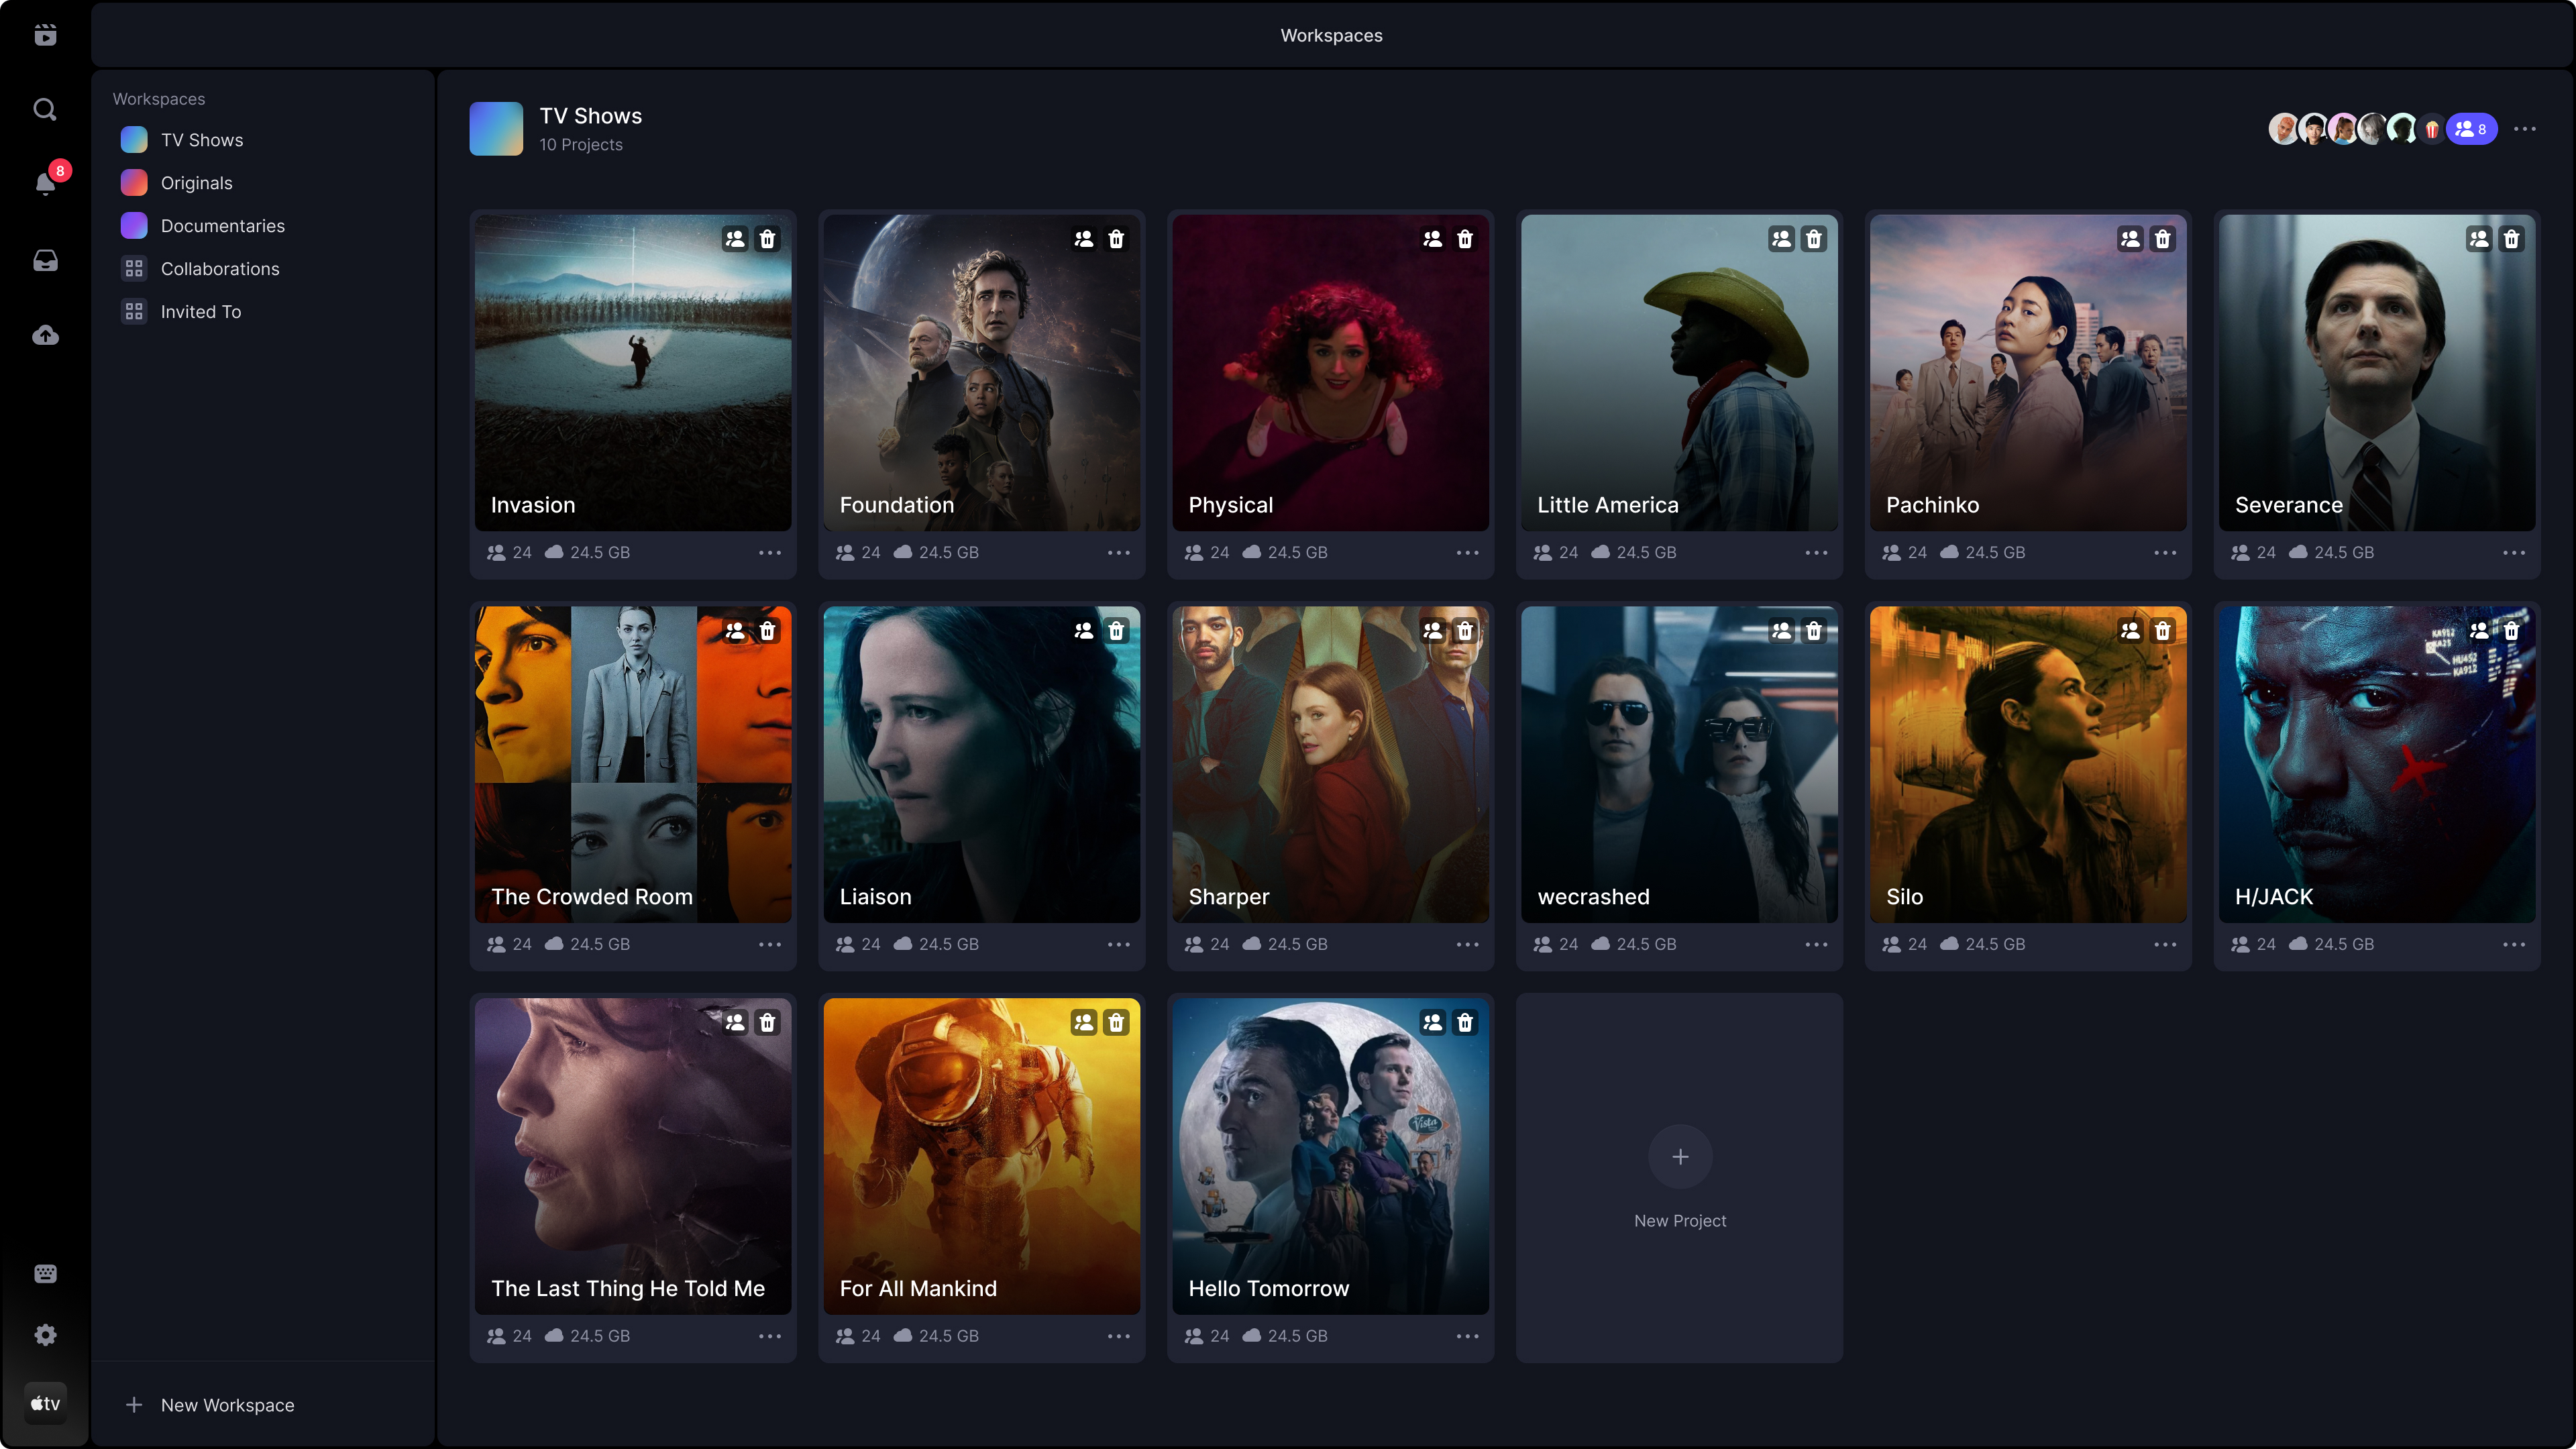 Workspaces
Workspaces
TV Shows
Originals
Documentaries
Collaborations
Invited To
New Workspace
8
tv
TV Shows
10 Projects
8
Invasion
24 24.5 GB
Foundation
24 24.5 GB
Physical
24 24.5 GB
Little America
24 24.5 GB
Pachinko
24 24.5 GB
Severance
24 24.5 GB
The Crowded Room
24 24.5 GB
Liaison
24 24.5 GB
Sharper
24 24.5 GB
wecrashed
24 24.5 GB
Silo
24 24.5 GB
KA912
KA25
HU452
KA912
H/JACK
24 24.5 GB
The Last Thing He Told Me
24 24.5 GB
For All Mankind
24 24.5 GB
Vista
Hello Tomorrow
24 24.5 GB
New Project